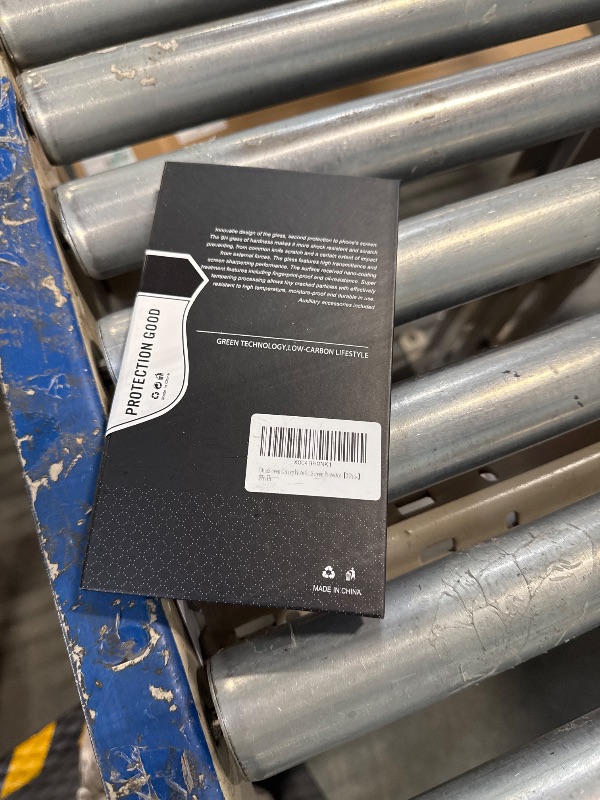 Innovate design of the glass, second protection to phone's screen
The 9H glass of hardness makes it more shock resistant and scratch
preventing, from common knife scrasion and a certain extent of impact
from external forces. The glass features high transmittance and
screen sharpening performance. The surface received nano-coating
treatment features including fingerprint-proof and oil-resistance. Super
tempering processing allows tiny cracked particles with effectively
resistant to high temperature, moisture-proof and durable in use.
Auxiliary accessories included
GREEN TECHNOLOGY,LOW-CARBON LIFESTYLE
PROTECTION GOOD
Screen Protector
MADE IN CHINA